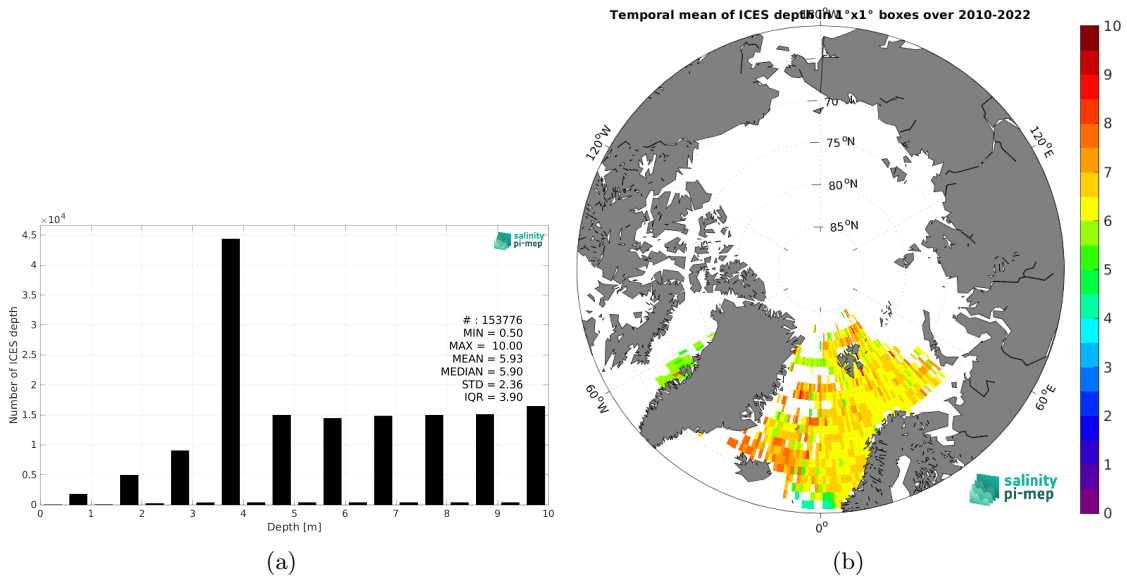 ×10⁴
4.5
4
3.5
3
2.5
2
1.5
1
0.5
0
Number of ICES depth
0 1 2 3 4 5 6 7 8 9 10
Depth [m]
salinity
pi-mep
# : 153776
MIN = 0.50
MAX = 10.00
MEAN = 5.93
MEDIAN = 5.90
STD = 2.36
IQR = 3.90
(a)
Temporal mean of ICES depth in 1°x1° boxes over 2010-2022
180°W
120°W
120°E
60°W
60°E
0°
70
75°N
80°N
85°N
salinity
pi-mep
10
9
8
7
6
5
4
3
2
1
0
(b)